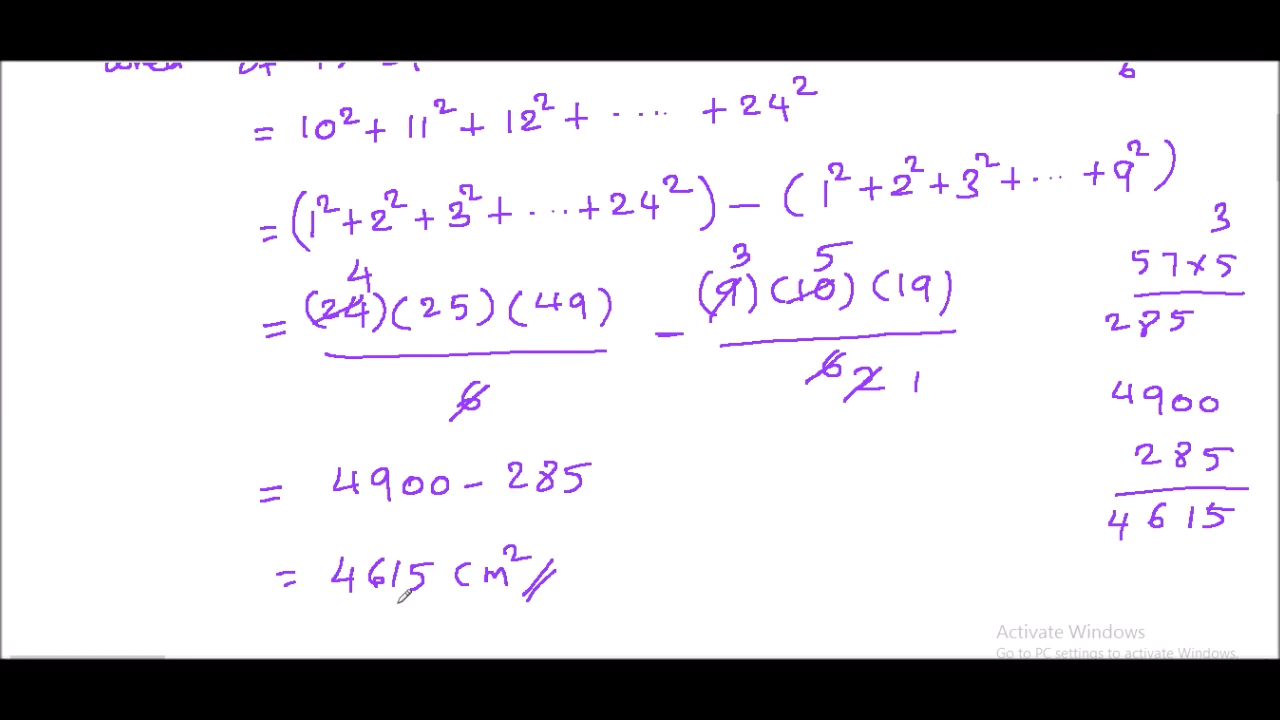 6
= 10² + 11² + 12² + ···· + 24²
= (1² + 2² + 3² + ··· + 24²) – (1² + 2² + 3² + ··· + 9²)
3
4 3 5
57 × 5
= (24)(25)(49) – (9)(10)(19)
285
6 6 2 1
4900
= 4900 – 285
285
4615
= 4615 cm² //
Activate Windows
Go to PC settings to activate Windows.